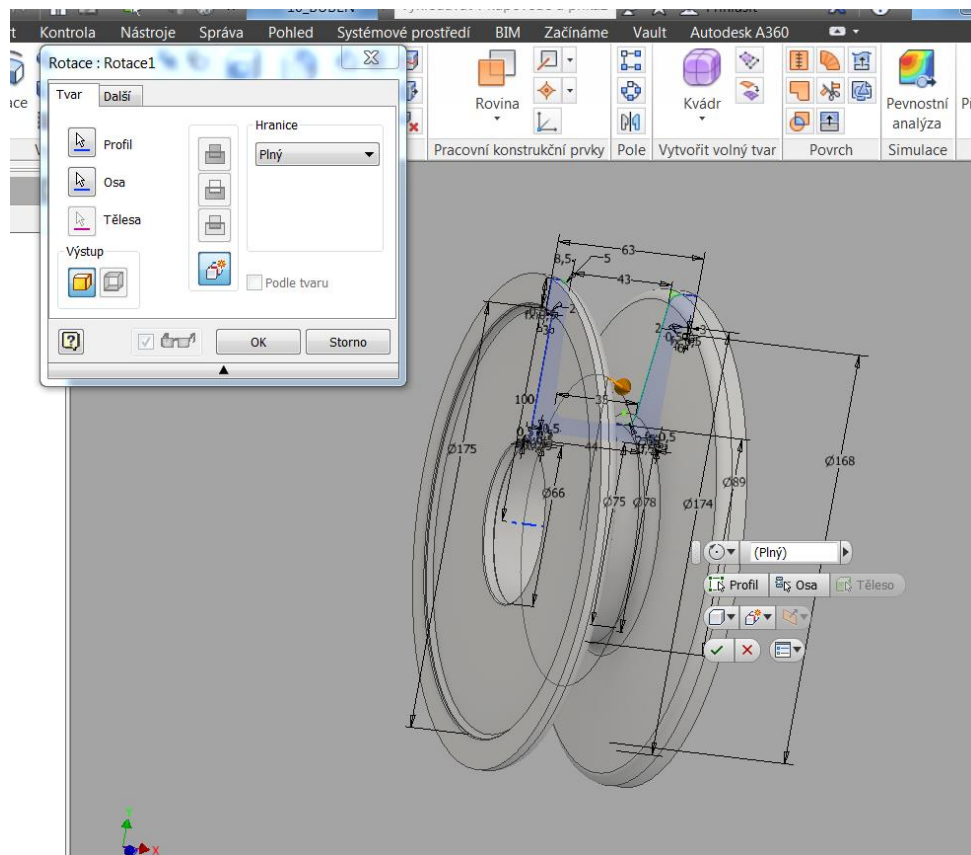 Kontrola Nástroje Správa Pohled Systémové prostředí BIM Začínáme Vault Autodesk A360
Rotace : Rotace1
Tvar Další
Profil
Osa
Tělesa
Výstup
Hranice
Plný
Podle tvaru
OK Storno
Rovina
Kvádr
Pevnostní
analýza
Pracovní konstrukční prvky Pole Vytvořit volný tvar Povrch Simulace
63
8,5 5
43
2
2 3
100
35
44
Ø175
Ø66
Ø75
Ø78
Ø174
Ø89
Ø168
(Plný)
Profil Osa Těleso
Y
X